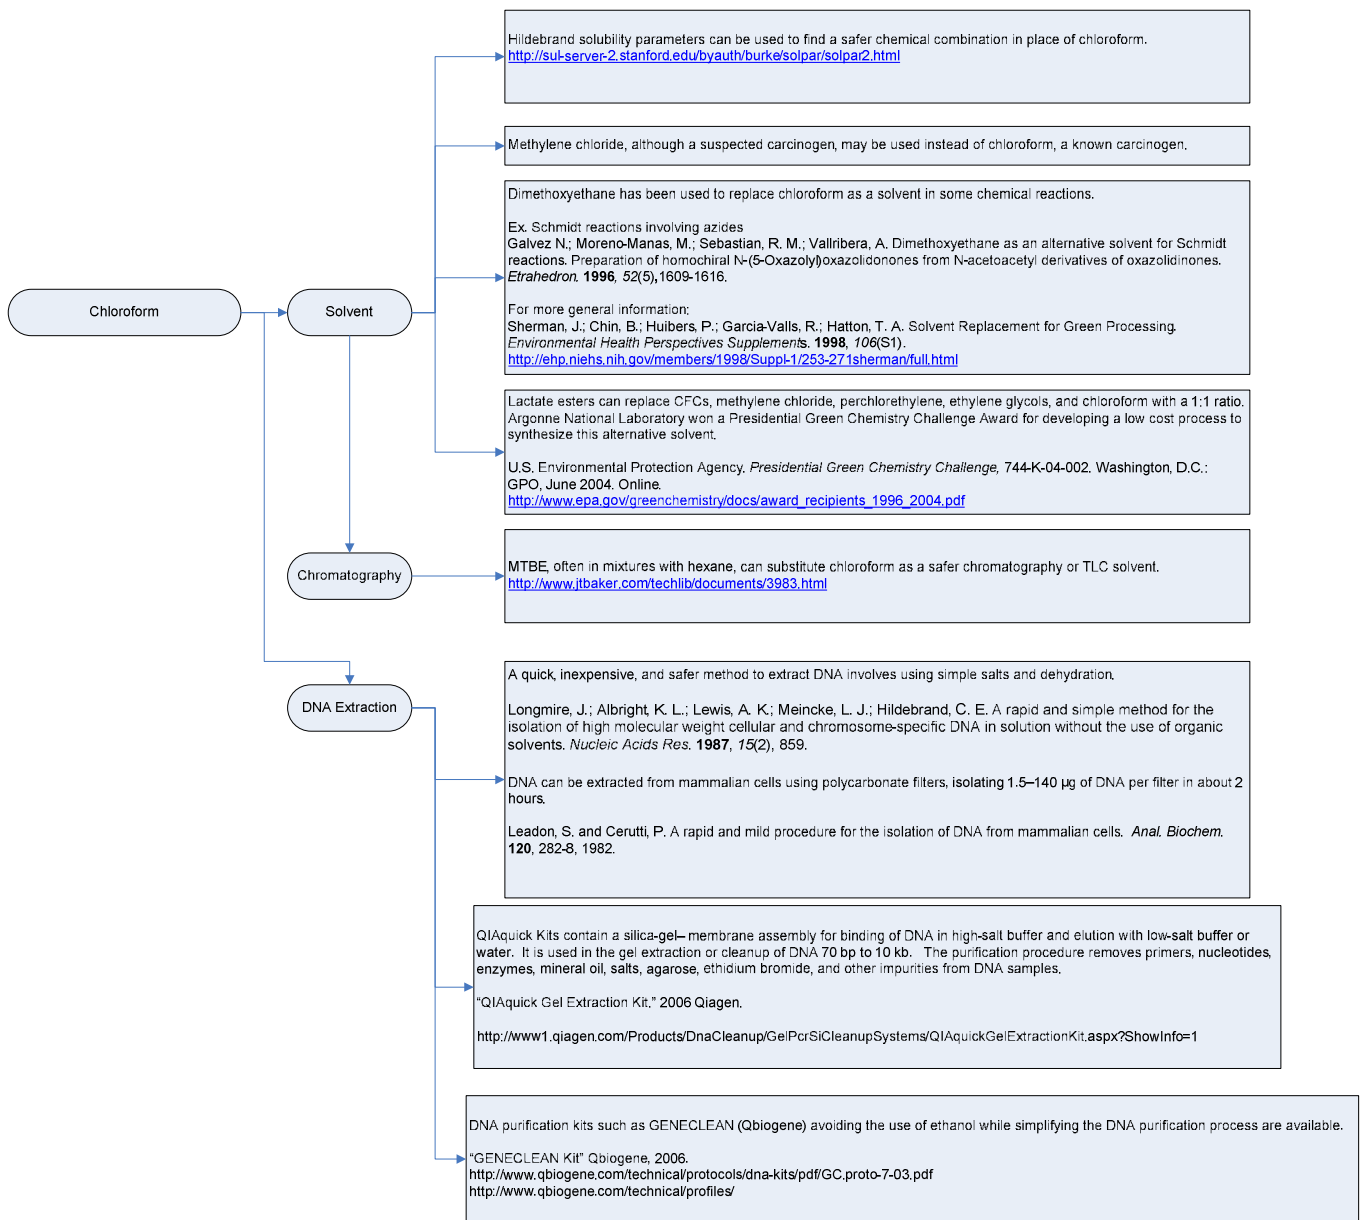 Hildebrand solubility parameters can be used to find a safer chemical combination in place of chloroform.
http://sul-server-2.stanford.edu/byauth/burke/solpar/solpar2.html
Methylene chloride, although a suspected carcinogen, may be used instead of chloroform, a known carcinogen.
Dimethoxyethane has been used to replace chloroform as a solvent in some chemical reactions.
Ex. Schmidt reactions involving azides
Galvez N.; Moreno-Manas, M.; Sebastian, R. M.; Vallribera, A. Dimethoxyethane as an alternative solvent for Schmidt
reactions. Preparation of homochiral N-(5-Oxazolyl)oxazolidonones from N-acetoacetyl derivatives of oxazolidinones.
Etrahedron. 1996, 52(5),1609-1616.
For more general information:
Sherman, J.; Chin, B.; Huibers, P.; Garcia-Valls, R.; Hatton, T. A. Solvent Replacement for Green Processing.
Environmental Health Perspectives Supplements. 1998, 106(S1).
http://ehp.niehs.nih.gov/members/1998/Suppl-1/253-271sherman/full.html
Chloroform
Solvent
Lactate esters can replace CFCs, methylene chloride, perchlorethylene, ethylene glycols, and chloroform with a 1:1 ratio.
Argonne National Laboratory won a Presidential Green Chemistry Challenge Award for developing a low cost process to
synthesize this alternative solvent.
U.S. Environmental Protection Agency. Presidential Green Chemistry Challenge, 744-K-04-002. Washington, D.C.:
GPO, June 2004. Online.
http://www.epa.gov/greenchemistry/docs/award_recipients_1996_2004.pdf
Chromatography
MTBE, often in mixtures with hexane, can substitute chloroform as a safer chromatography or TLC solvent.
http://www.jtbaker.com/techlib/documents/3983.html
DNA Extraction
A quick, inexpensive, and safer method to extract DNA involves using simple salts and dehydration.
Longmire, J.; Albright, K. L.; Lewis, A. K.; Meincke, L. J.; Hildebrand, C. E. A rapid and simple method for the
isolation of high molecular weight cellular and chromosome-specific DNA in solution without the use of organic
solvents. Nucleic Acids Res. 1987, 15(2), 859.
DNA can be extracted from mammalian cells using polycarbonate filters, isolating 1.5–140 µg of DNA per filter in about 2
hours.
Leadon, S. and Cerutti, P. A rapid and mild procedure for the isolation of DNA from mammalian cells. Anal. Biochem.
120, 282-8, 1982.
QIAquick Kits contain a silica-gel–membrane assembly for binding of DNA in high-salt buffer and elution with low-salt buffer or
water. It is used in the gel extraction or cleanup of DNA 70 bp to 10 kb. The purification procedure removes primers, nucleotides,
enzymes, mineral oil, salts, agarose, ethidium bromide, and other impurities from DNA samples.
“QIAquick Gel Extraction Kit.” 2006 Qiagen.
http://www1.qiagen.com/Products/DnaCleanup/GelPcrSiCleanupSystems/QIAquickGelExtractionKit.aspx?ShowInfo=1
DNA purification kits such as GENECLEAN (Qbiogene) avoiding the use of ethanol while simplifying the DNA purification process are available.
“GENECLEAN Kit” Qbiogene, 2006.
http://www.qbiogene.com/technical/protocols/dna-kits/pdf/GC.proto-7-03.pdf
http://www.qbiogene.com/technical/profiles/